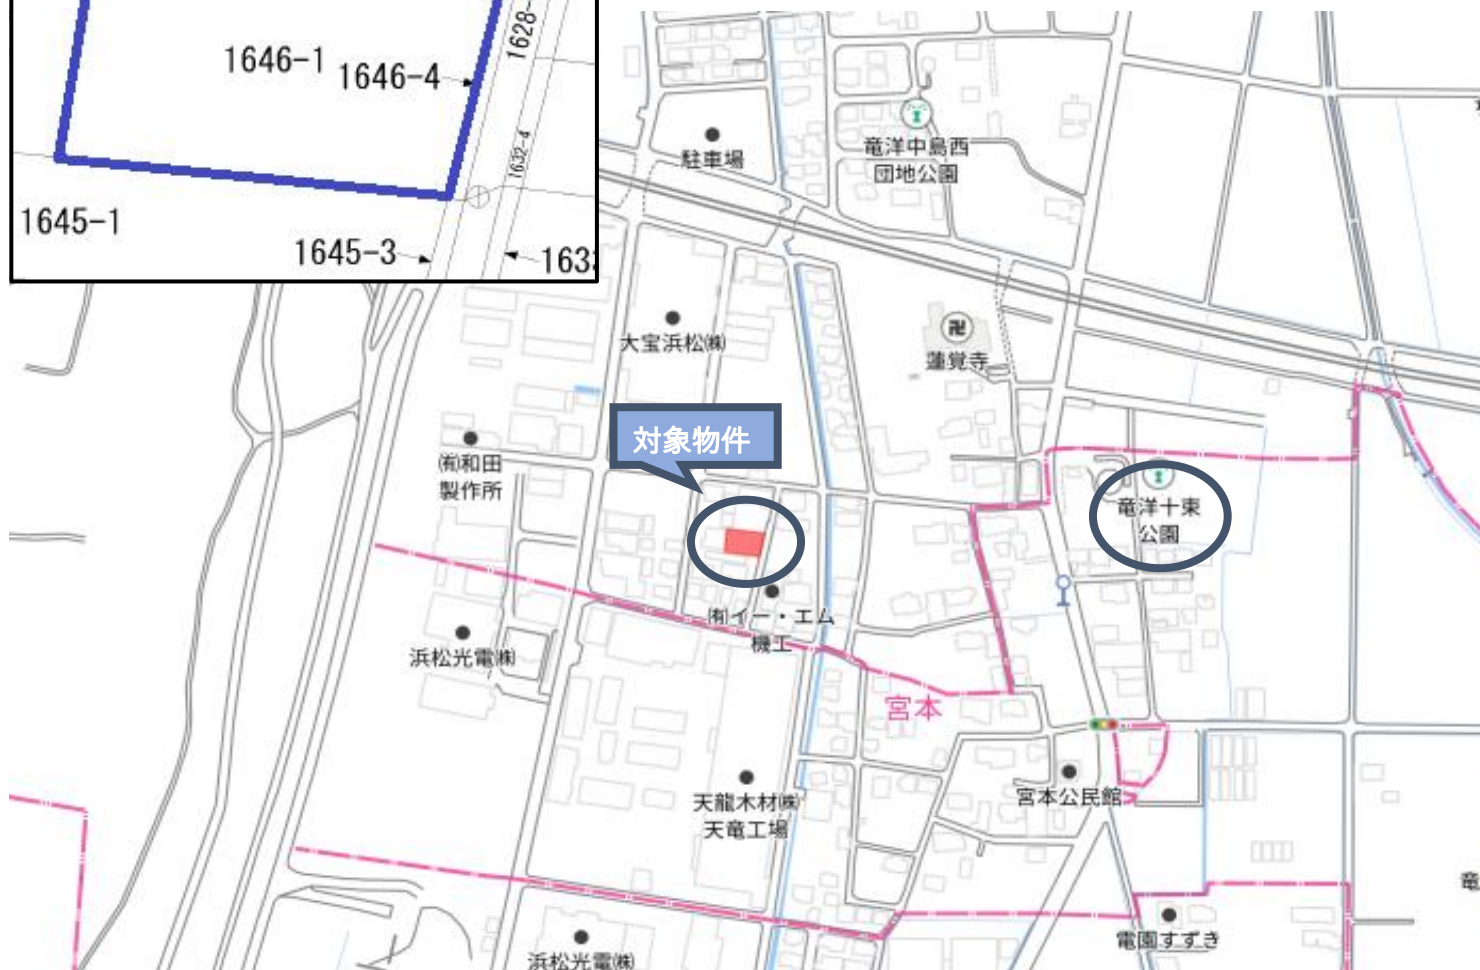 1646-1
1646-4
1628-
1632-4
1645-1
1645-3
163
駐車場
竜洋中島西
団地公園
大宝浜松㈱
蓮覚寺
対象物件
㈲和田
製作所
竜洋十束
公園
㈲イー・エム
機工
浜松光電㈱
宮本
天龍木材㈱
天竜工場
宮本公民館
竜
電園すずき
浜松光電㈱